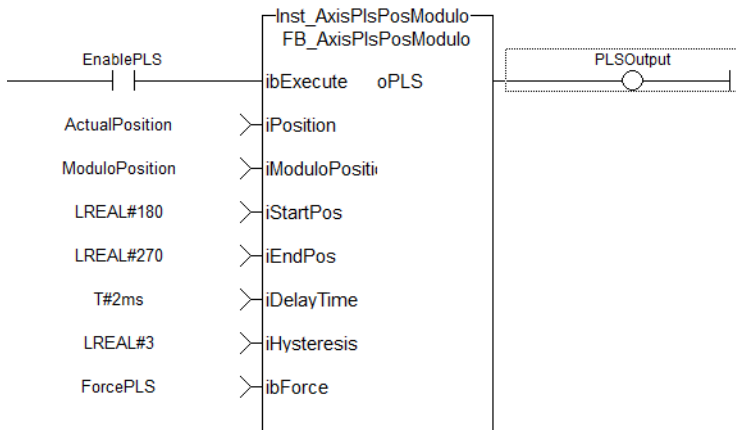 Inst_AxisPlsPosModulo
FB_AxisPlsPosModulo
EnablePLS
PLSOutput
ibExecute oPLS
ActualPosition iPosition
ModuloPosition iModuloPositi
LREAL#180 iStartPos
LREAL#270 iEndPos
T#2ms iDelayTime
LREAL#3 iHysteresis
ForcePLS ibForce